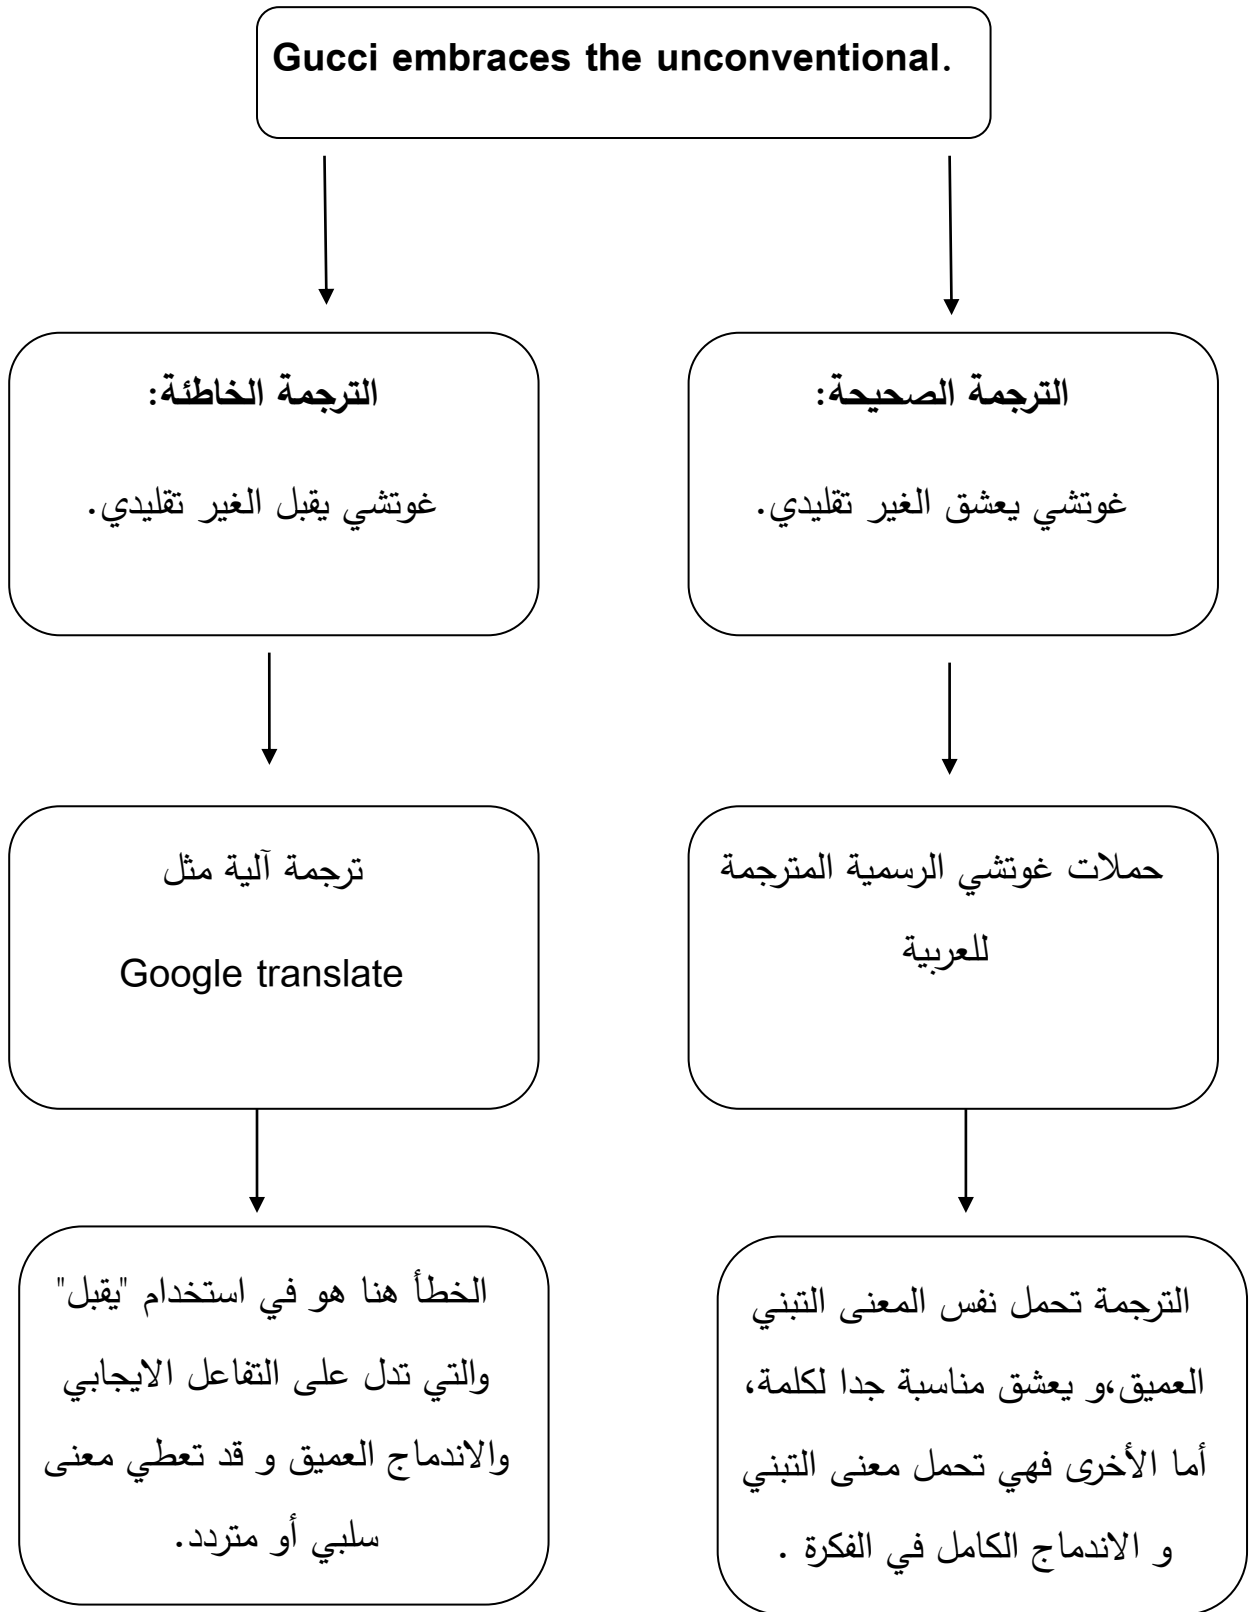 Gucci embraces the unconventional.
الترجمة الصحيحة:
غوتشي يعشق الغير تقليدي.
حملات غوتشي الرسمية المترجمة
للعربية
الترجمة تحمل نفس المعنى التبني
العميق،و يعشق مناسبة جدا لكلمة،
أما الأخرى فهي تحمل معنى التبني
و الاندماج الكامل في الفكرة .
الترجمة الخاطئة:
غوتشي يقبل الغير تقليدي.
ترجمة آلية مثل
Google translate
الخطأ هنا هو في استخدام "يقبل"
والتي تدل على التفاعل الايجابي
والاندماج العميق و قد تعطي معنى
سلبي أو متردد.